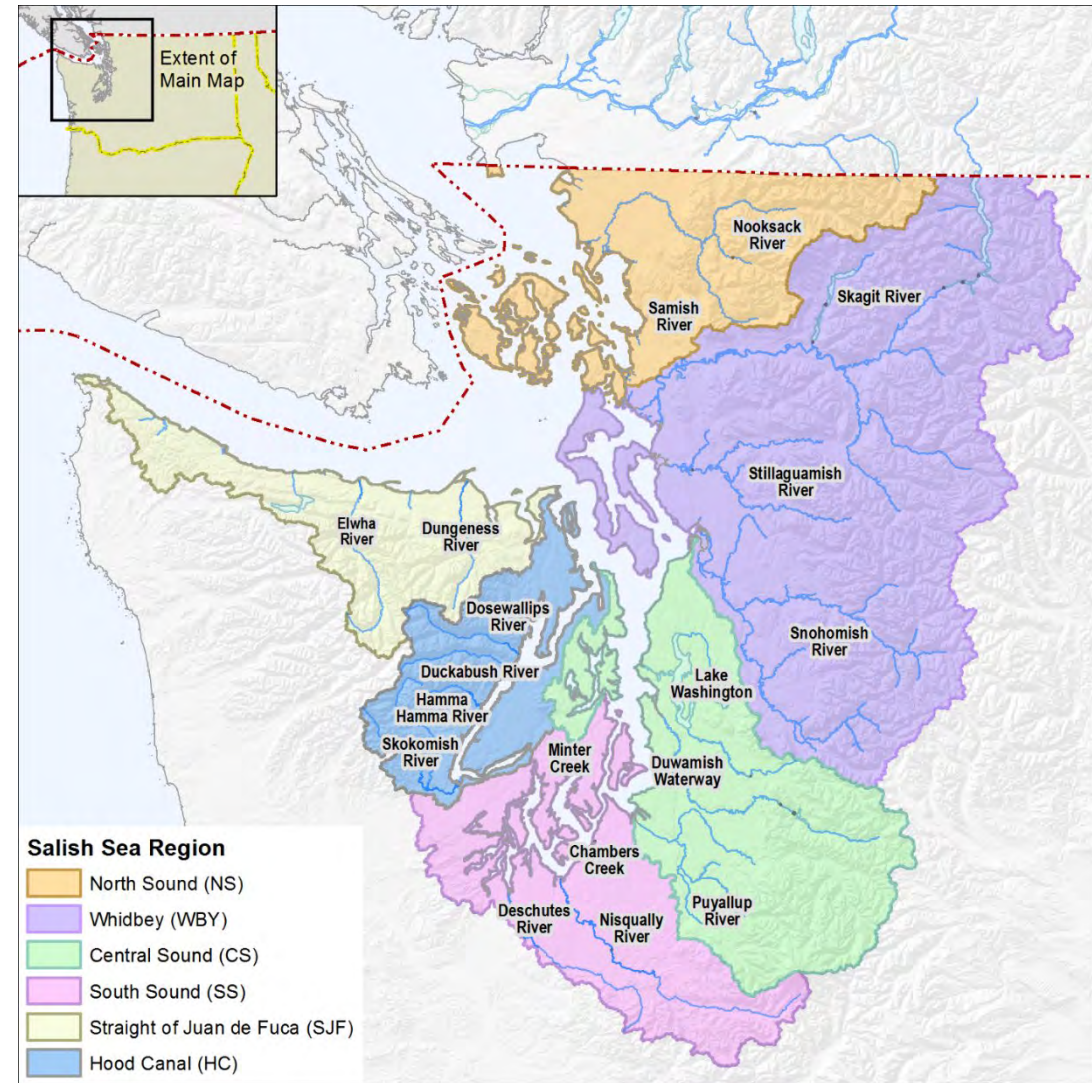 Extent of
Main Map
Nooksack
River
Skagit River
Samish
River
Stillaguamish
River
Elwha
River
Dungeness
River
Dosewallips
River
Snohomish
River
Duckabush River
Lake
Washington
Hamma
Hamma River
Skokomish
River
Minter
Creek
Duwamish
Waterway
Chambers
Creek
Deschutes
River
Nisqually
River
Puyallup
River
Salish Sea Region
North Sound (NS)
Whidbey (WBY)
Central Sound (CS)
South Sound (SS)
Straight of Juan de Fuca (SJF)
Hood Canal (HC)